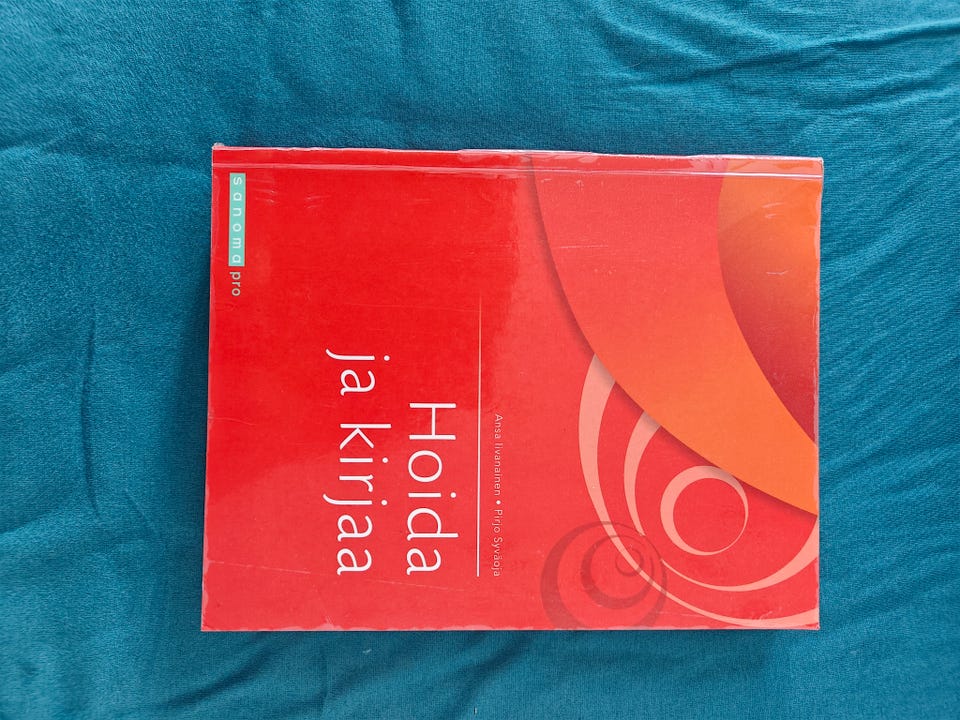 Ansa Iivanainen • Pirjo Syväoja
Hoida
ja kirjaa
sanoma pro